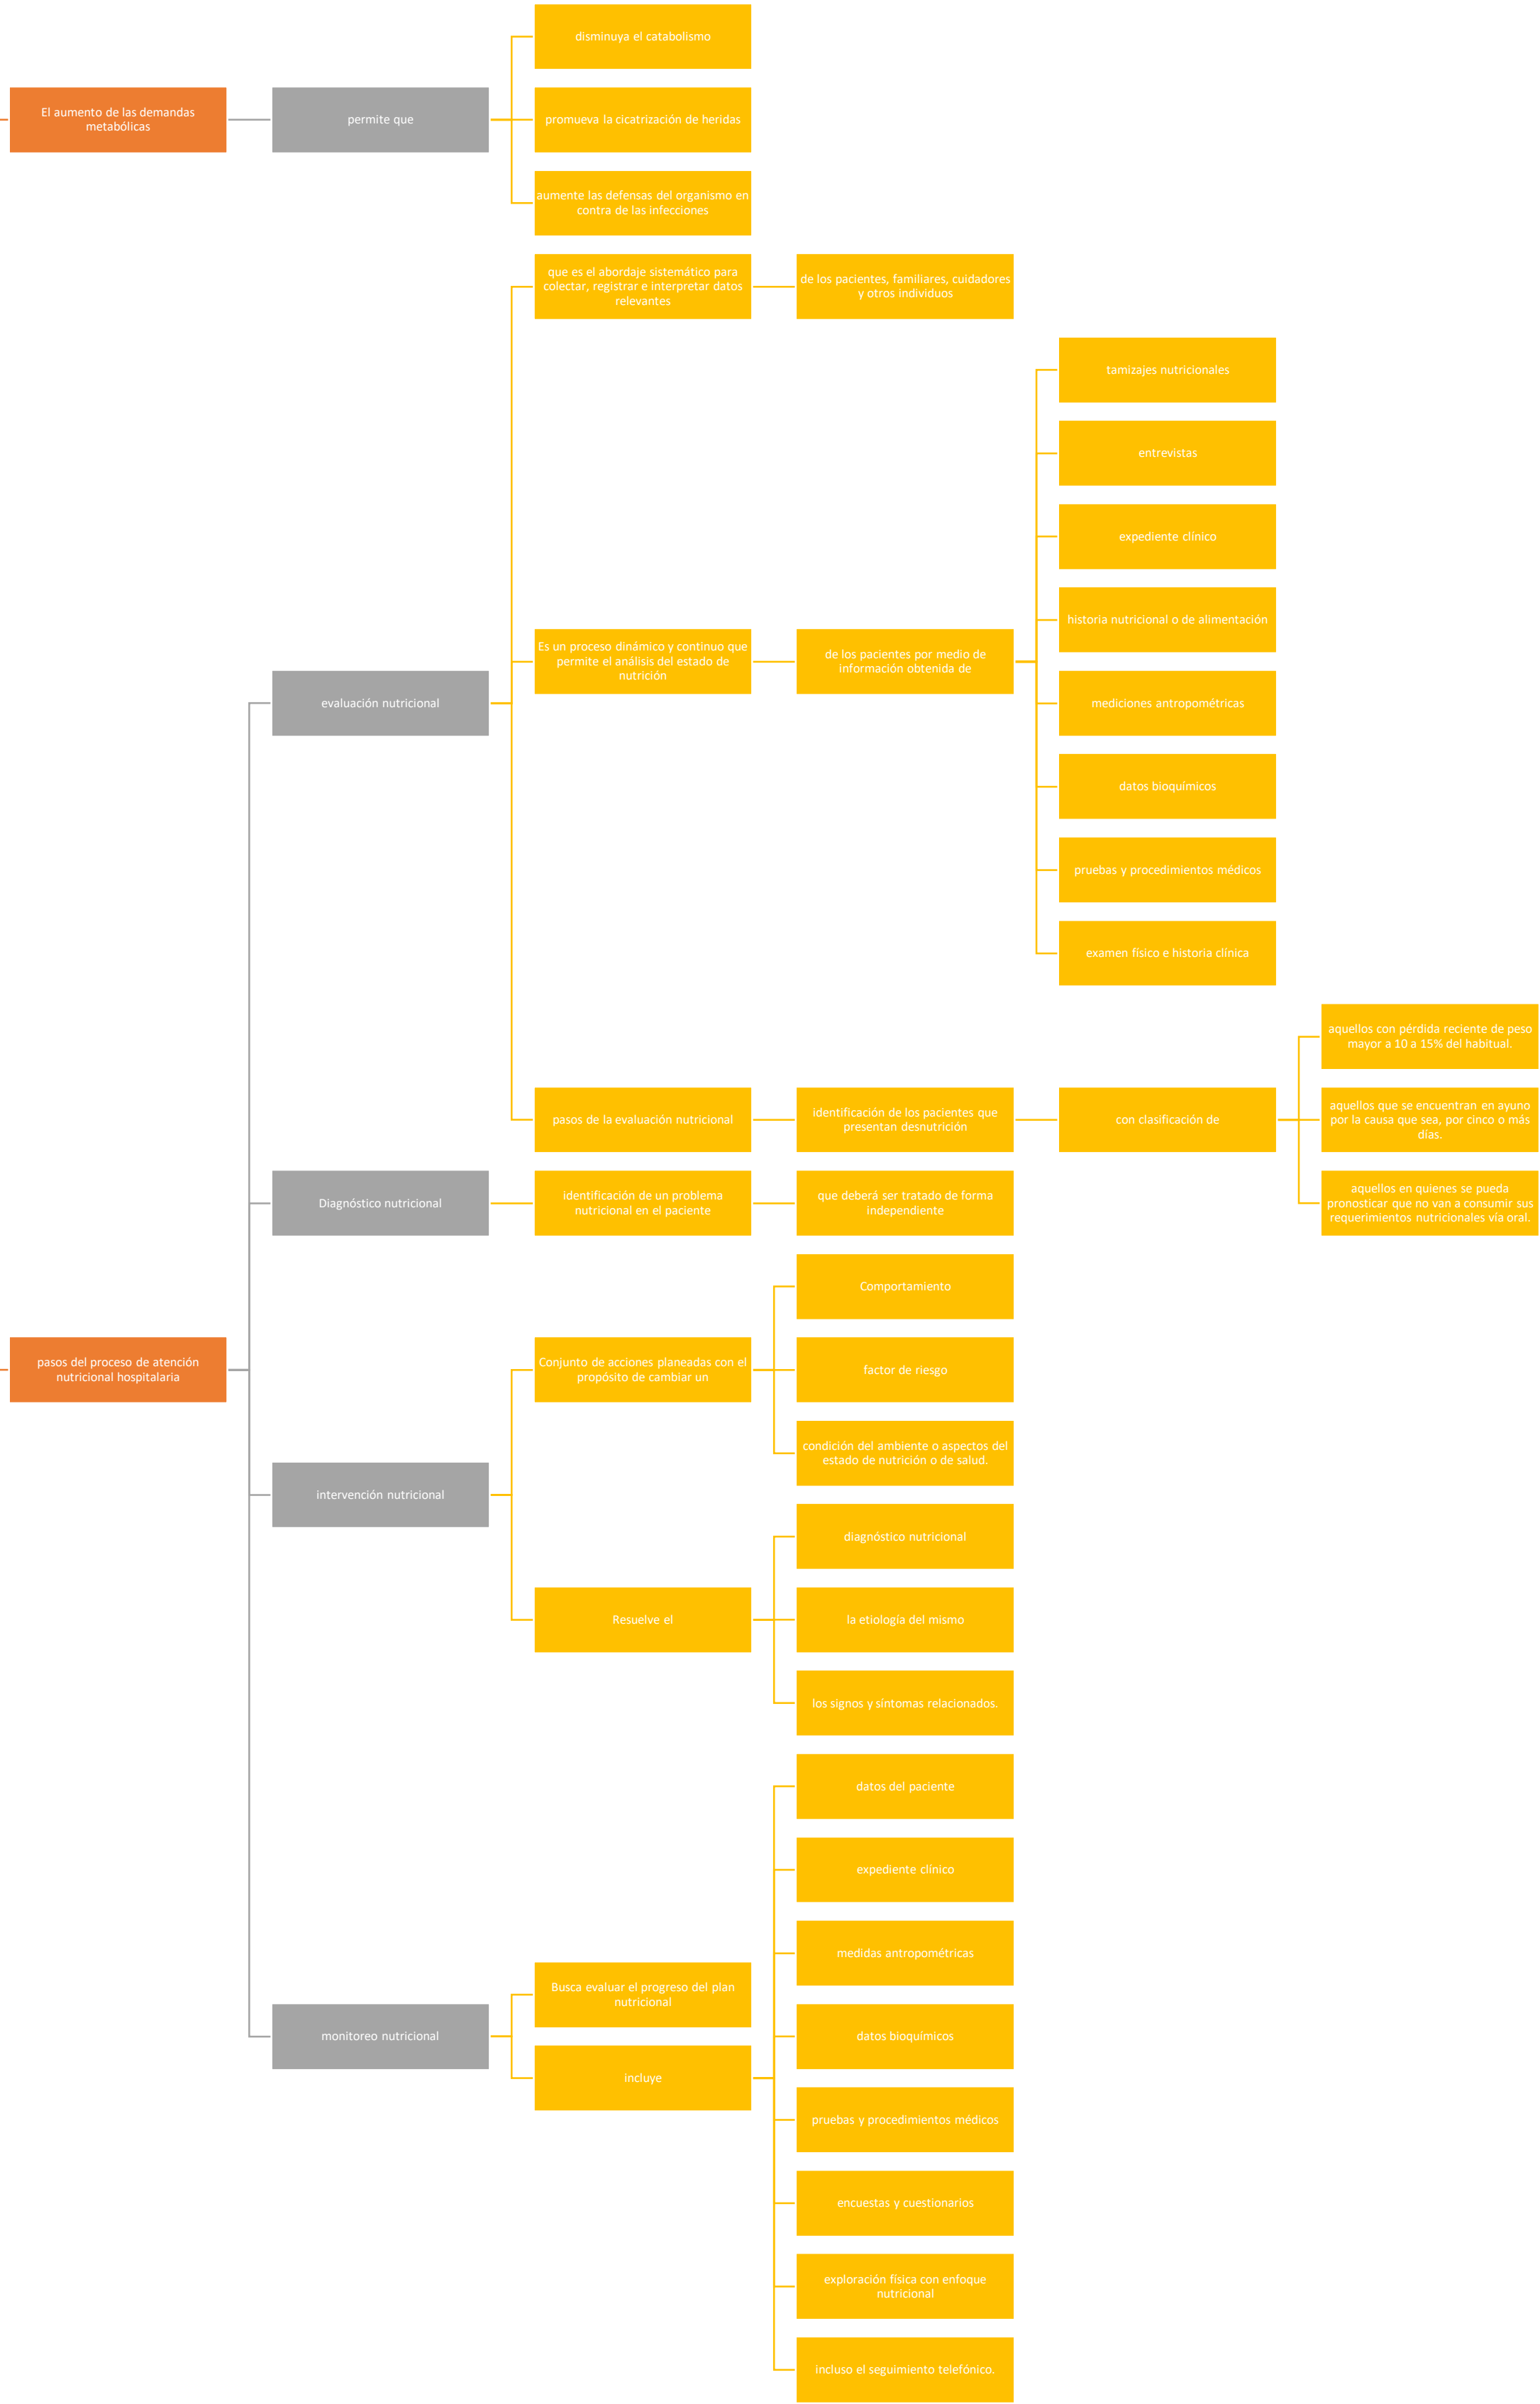 El aumento de las demandas
metabólicas
permite que
disminuya el catabolismo
promueva la cicatrización de heridas
aumente las defensas del organismo en
contra de las infecciones
pasos del proceso de atención
nutricional hospitalaria
evaluación nutricional
que es el abordaje sistemático para
colectar, registrar e interpretar datos
relevantes
de los pacientes, familiares, cuidadores
y otros individuos
Es un proceso dinámico y continuo que
permite el análisis del estado de
nutrición
de los pacientes por medio de
información obtenida de
tamizajes nutricionales
entrevistas
expediente clínico
historia nutricional o de alimentación
mediciones antropométricas
datos bioquímicos
pruebas y procedimientos médicos
examen físico e historia clínica
pasos de la evaluación nutricional
identificación de los pacientes que
presentan desnutrición
con clasificación de
aquellos con pérdida reciente de peso
mayor a 10 a 15% del habitual.
aquellos que se encuentran en ayuno
por la causa que sea, por cinco o más
días.
aquellos en quienes se pueda
pronosticar que no van a consumir sus
requerimientos nutricionales vía oral.
Diagnóstico nutricional
identificación de un problema
nutricional en el paciente
que deberá ser tratado de forma
independiente
intervención nutricional
Conjunto de acciones planeadas con el
propósito de cambiar un
Comportamiento
factor de riesgo
condición del ambiente o aspectos del
estado de nutrición o de salud.
Resuelve el
diagnóstico nutricional
la etiología del mismo
los signos y síntomas relacionados.
monitoreo nutricional
Busca evaluar el progreso del plan
nutricional
incluye
datos del paciente
expediente clínico
medidas antropométricas
datos bioquímicos
pruebas y procedimientos médicos
encuestas y cuestionarios
exploración física con enfoque
nutricional
incluso el seguimiento telefónico.